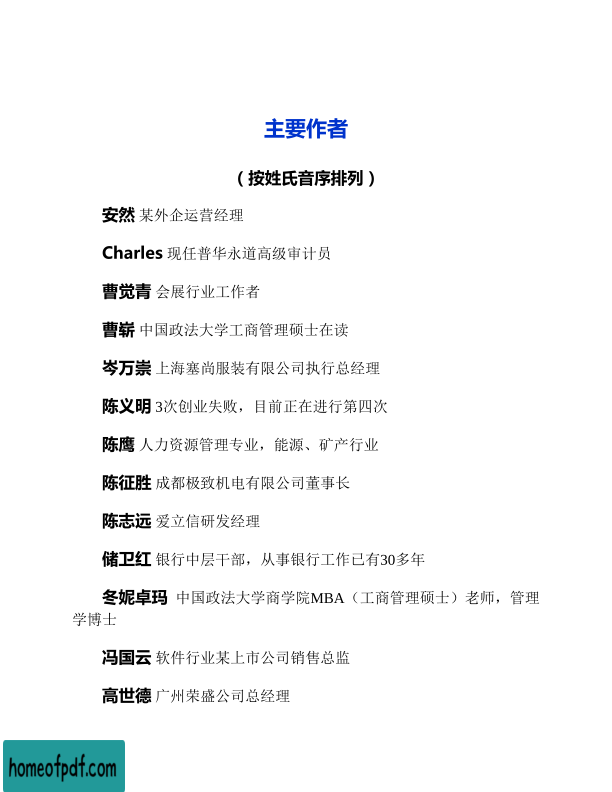 主要作者
（按姓氏音序排列）
安然 某外企运营经理
Charles 现任普华永道高级审计员
曹觉青 会展行业工作者
曹崭 中国政法大学工商管理硕士在读
岑万崇 上海塞尚服装有限公司执行总经理
陈义明 3次创业失败，目前正在进行第四次
陈鹰 人力资源管理专业，能源、矿产行业
陈征胜 成都极致机电有限公司董事长
陈志远 爱立信研发经理
储卫红 银行中层干部，从事银行工作已有30多年
冬妮卓玛 中国政法大学商学院MBA（工商管理硕士）老师，管理
学博士
冯国云 软件行业某上市公司销售总监
高世德 广州荣盛公司总经理
homeofpdf.com